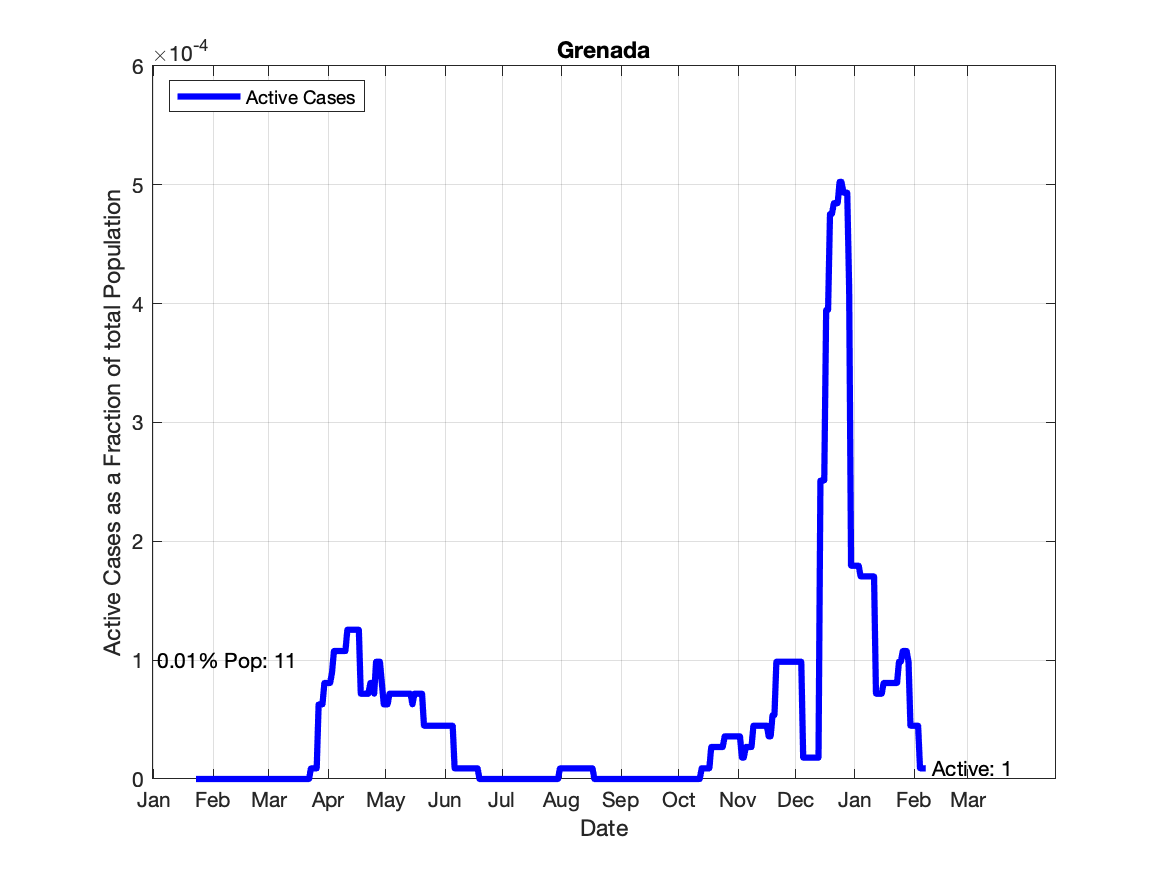 Grenada
×10-4
Active Cases
6
5
4
3
2
1
0
Active Cases as a Fraction of total Population
0.01% Pop: 11
Active: 1
Jan Feb Mar Apr May Jun Jul Aug Sep Oct Nov Dec Jan Feb Mar
Date